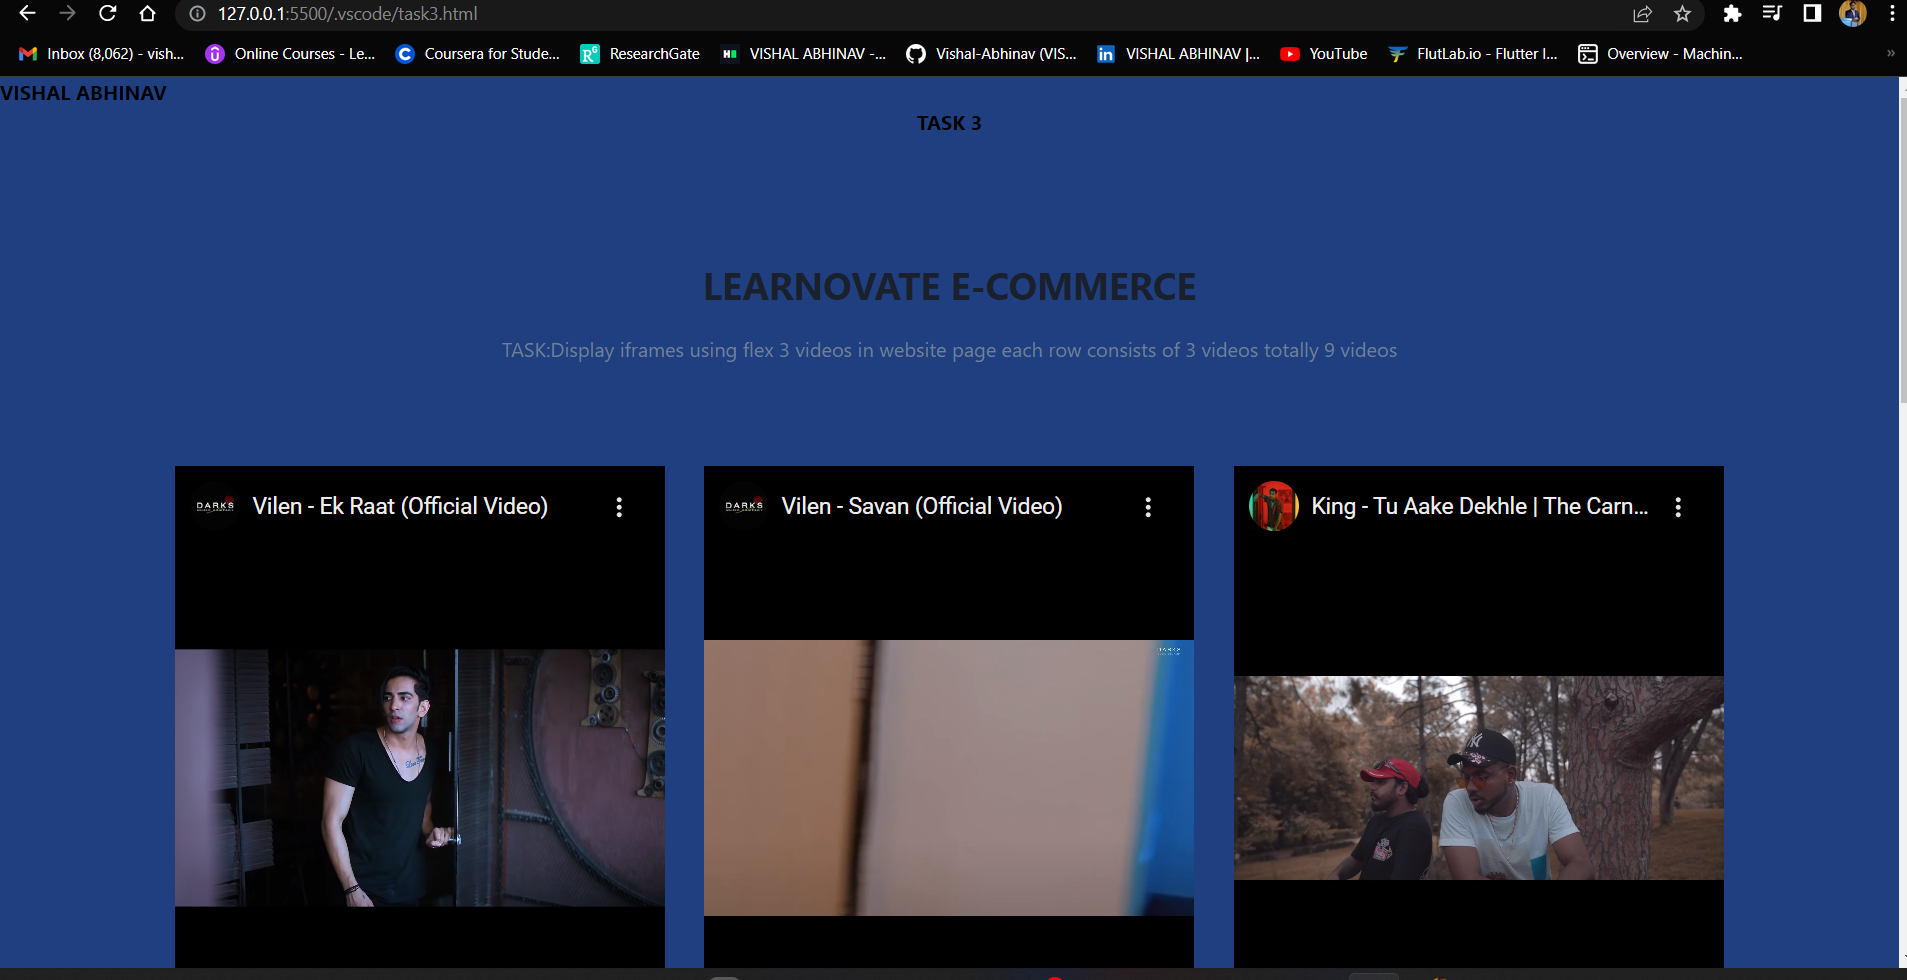 127.0.0.1:5500/.vscode/task3.html
Inbox (8,062) - vish... Online Courses - Le... Coursera for Stude... ResearchGate VISHAL ABHINAV -... Vishal-Abhinav (VIS... VISHAL ABHINAV |... YouTube FlutLab.io - Flutter I... Overview - Machin... »
VISHAL ABHINAV
TASK 3
LEARNOVATE E-COMMERCE
TASK:Display iframes using flex 3 videos in website page each row consists of 3 videos totally 9 videos
DARKS Vilen - Ek Raat (Official Video) DARKS Vilen - Savan (Official Video) King - Tu Aake Dekhle | The Carn...
DARKS